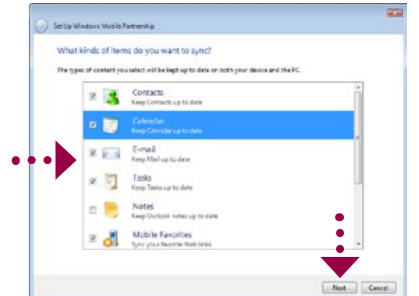 Set Up Windows Mobile Partnership
What kinds of items do you want to sync?
The types of content you select will be kept up to date on both your device and the PC.
Contacts
Keep Contacts up to date
Calendar
Keep Calendar up to date
E-mail
Keep Mail up to date
Tasks
Keep Tasks up to date
Notes
Keep Outlook notes up to date
Mobile Favorites
Sync your favorite Web links
Next Cancel